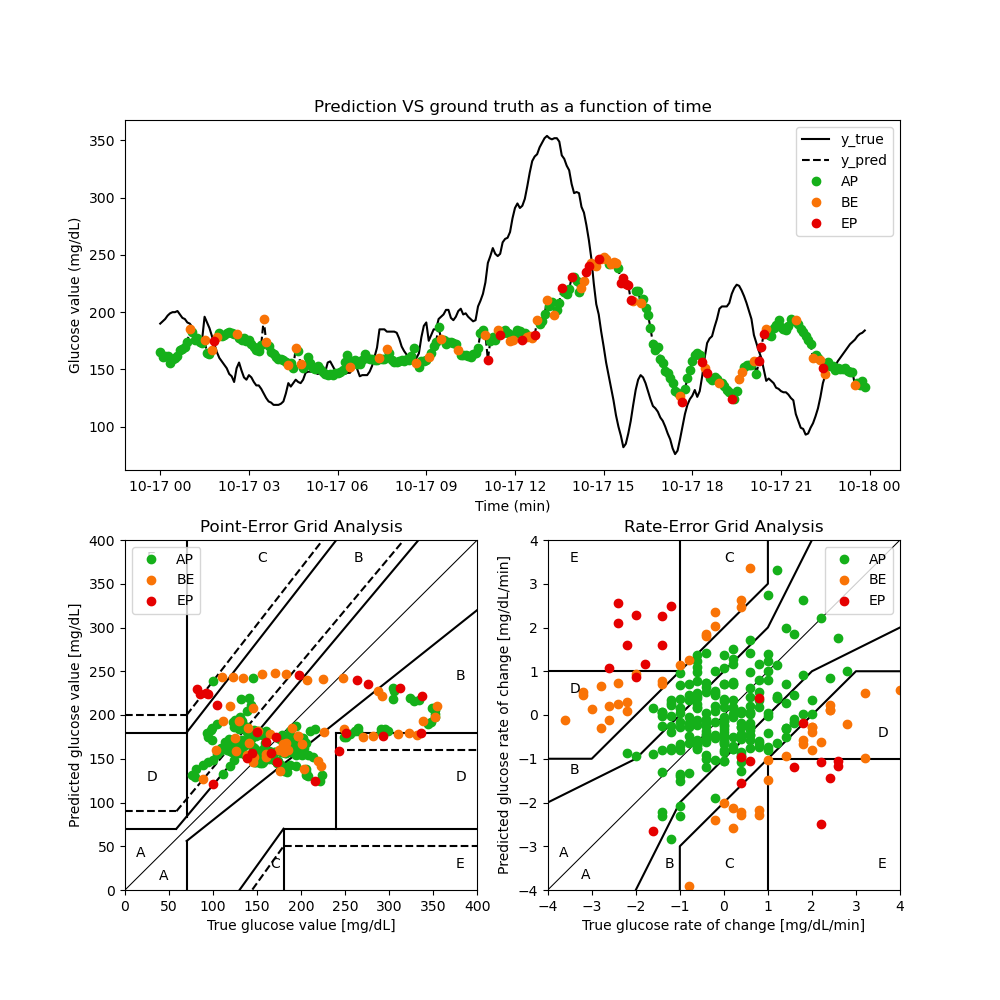 Prediction VS ground truth as a function of time
Glucose value (mg/dL)
350
300
250
200
150
100
y_true
y_pred
AP
BE
EP
10-17 00 10-17 03 10-17 06 10-17 09 10-17 12 10-17 15 10-17 18 10-17 21 10-18 00
Time (min)
Point-Error Grid Analysis
Predicted glucose value [mg/dL]
400
350
300
250
200
150
100
50
0
AP
BE
EP
C B
B
D D
A
A
C E
0 50 100 150 200 250 300 350 400
True glucose value [mg/dL]
Rate-Error Grid Analysis
Predicted glucose rate of change [mg/dL/min]
4
3
2
1
0
−1
−2
−3
−4
AP
BE
EP
E C
D
D
B
A
A
B C E
−4 −3 −2 −1 0 1 2 3 4
True glucose rate of change [mg/dL/min]